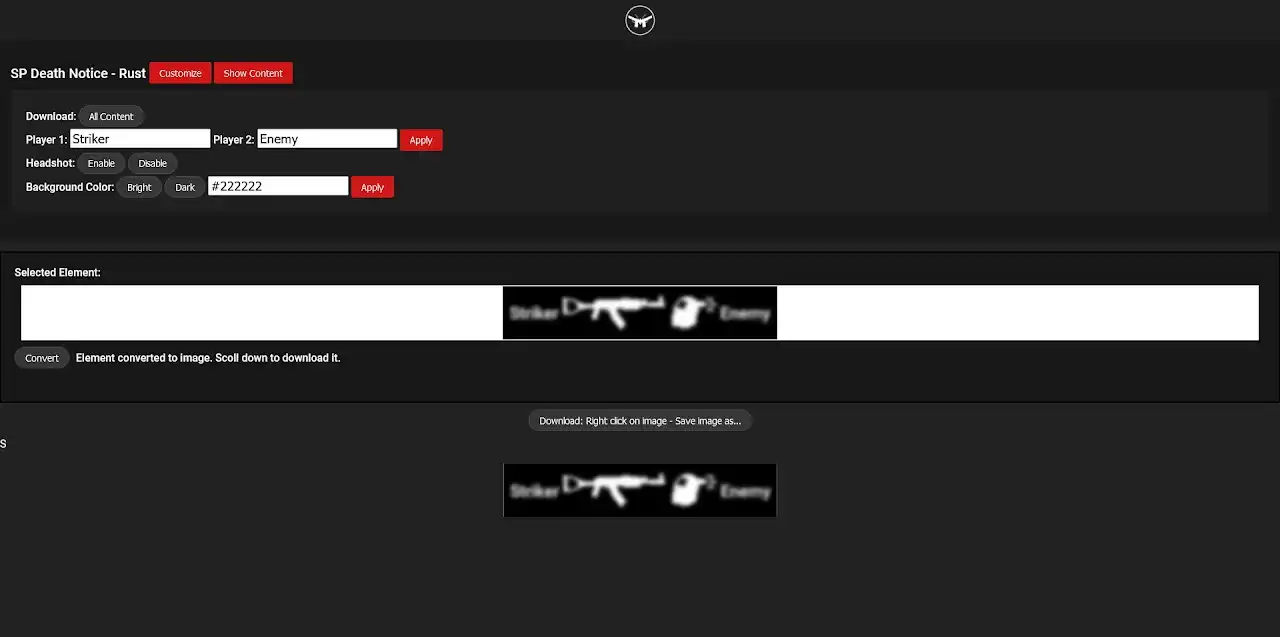 SP Death Notice - Rust Customize Show Content
Download: All Content
Player 1: Striker Player 2: Enemy Apply
Headshot: Enable Disable
Background Color: Bright Dark #222222 Apply
Selected Element:
Striker Enemy
Convert Element converted to image. Scoll down to download it.
Download: Right click on image - Save image as...
S
Striker Enemy